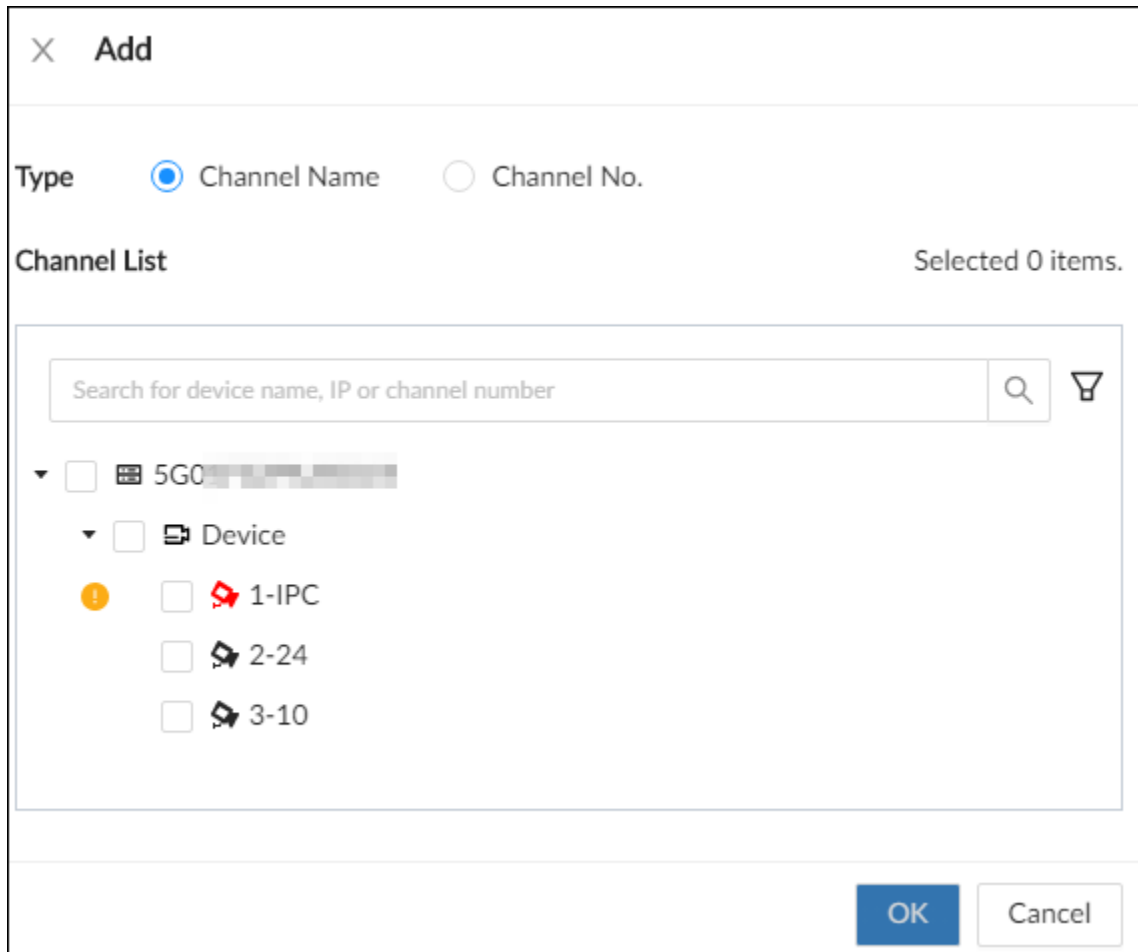 Add
Type Channel Name Channel No.
Channel List Selected 0 items.
Search for device name, IP or channel number
Device
1-IPC
2-24
3-10
OK Cancel